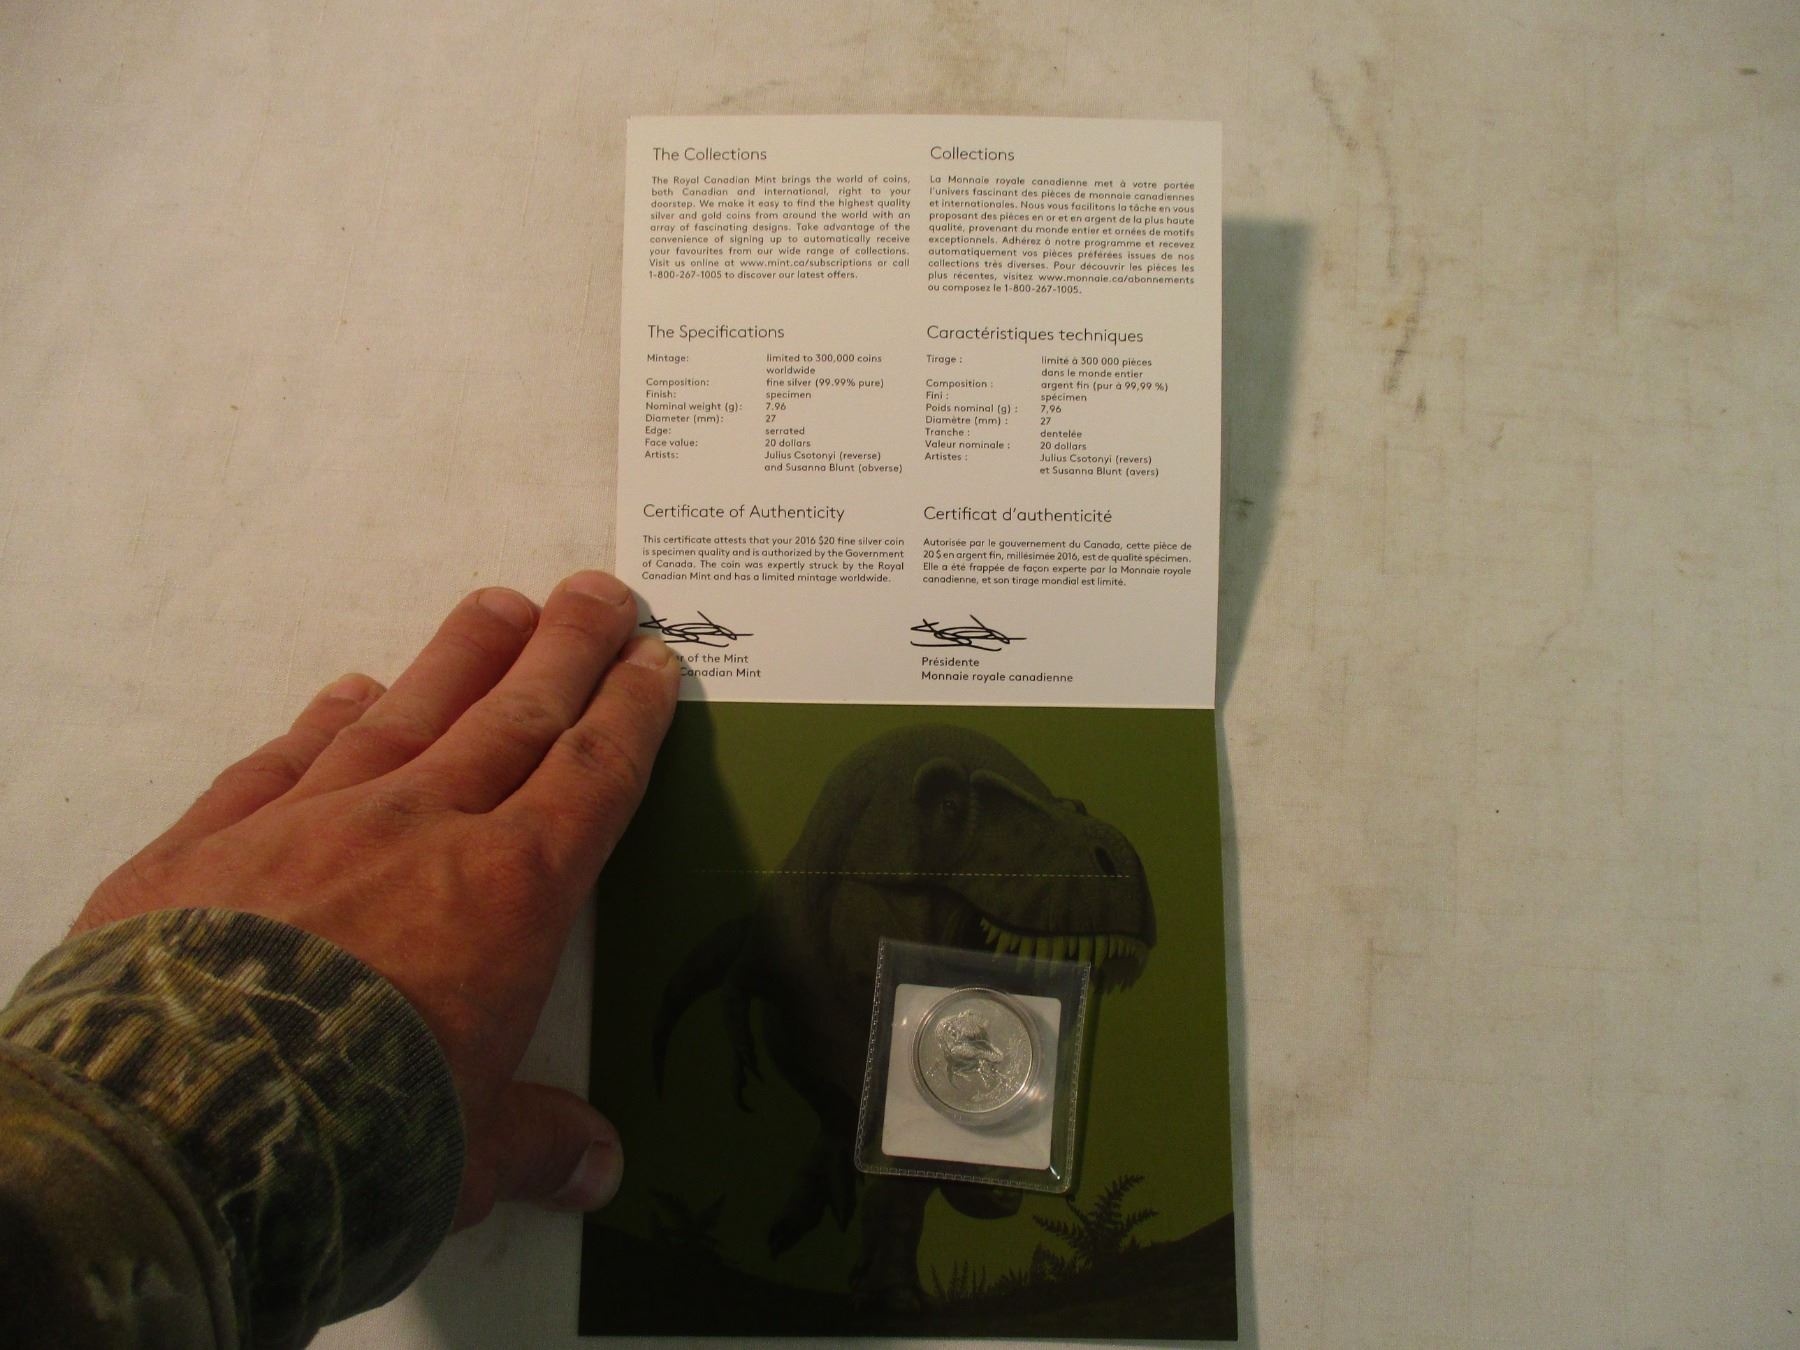 The Collections
The Royal Canadian Mint brings the world of coins,
both Canadian and international, right to your
doorstep. We make it easy to find the highest quality
silver and gold coins from around the world with an
array of fascinating designs. Take advantage of the
convenience of signing up to automatically receive
your favourites from our wide range of collections.
Visit us online at www.mint.ca/subscriptions or call
1-800-267-1005 to discover our latest offers.
The Specifications
Mintage: limited to 300,000 coins
worldwide
Composition: fine silver (99.99% pure)
Finish: specimen
Nominal weight (g): 7.96
Diameter (mm): 27
Edge: serrated
Face value: 20 dollars
Artists: Julius Csotonyi (reverse)
and Susanna Blunt (obverse)
Certificate of Authenticity
This certificate attests that your 2016 $20 fine silver coin
is specimen quality and is authorized by the Government
of Canada. The coin was expertly struck by the Royal
Canadian Mint and has a limited mintage worldwide.
of the Mint
Canadian Mint
Collections
La Monnaie royale canadienne met à votre portée
l'univers fascinant des pièces de monnaie canadiennes
et internationales. Nous vous facilitons la tâche en vous
proposant des pièces en or et en argent de la plus haute
qualité, provenant du monde entier et ornées de motifs
exceptionnels. Adhérez à notre programme et recevez
automatiquement vos pièces préférées issues de nos
collections très diverses. Pour découvrir les pièces les
plus récentes, visitez www.monnaie.ca/abonnements
ou composez le 1-800-267-1005.
Caractéristiques techniques
Tirage : limité à 300 000 pièces
dans le monde entier
Composition : argent fin (pur à 99,99 %)
Fini : spécimen
Poids nominal (g) : 7,96
Diamètre (mm) : 27
Tranche : dentelée
Valeur nominale : 20 dollars
Artistes : Julius Csotonyi (revers)
et Susanna Blunt (avers)
Certificat d'authenticité
Autorisée par le gouvernement du Canada, cette pièce de
20 $ en argent fin, millésimée 2016, est de qualité spécimen.
Elle a été frappée de façon experte par la Monnaie royale
canadienne, et son tirage mondial est limité.
Présidente
Monnaie royale canadienne